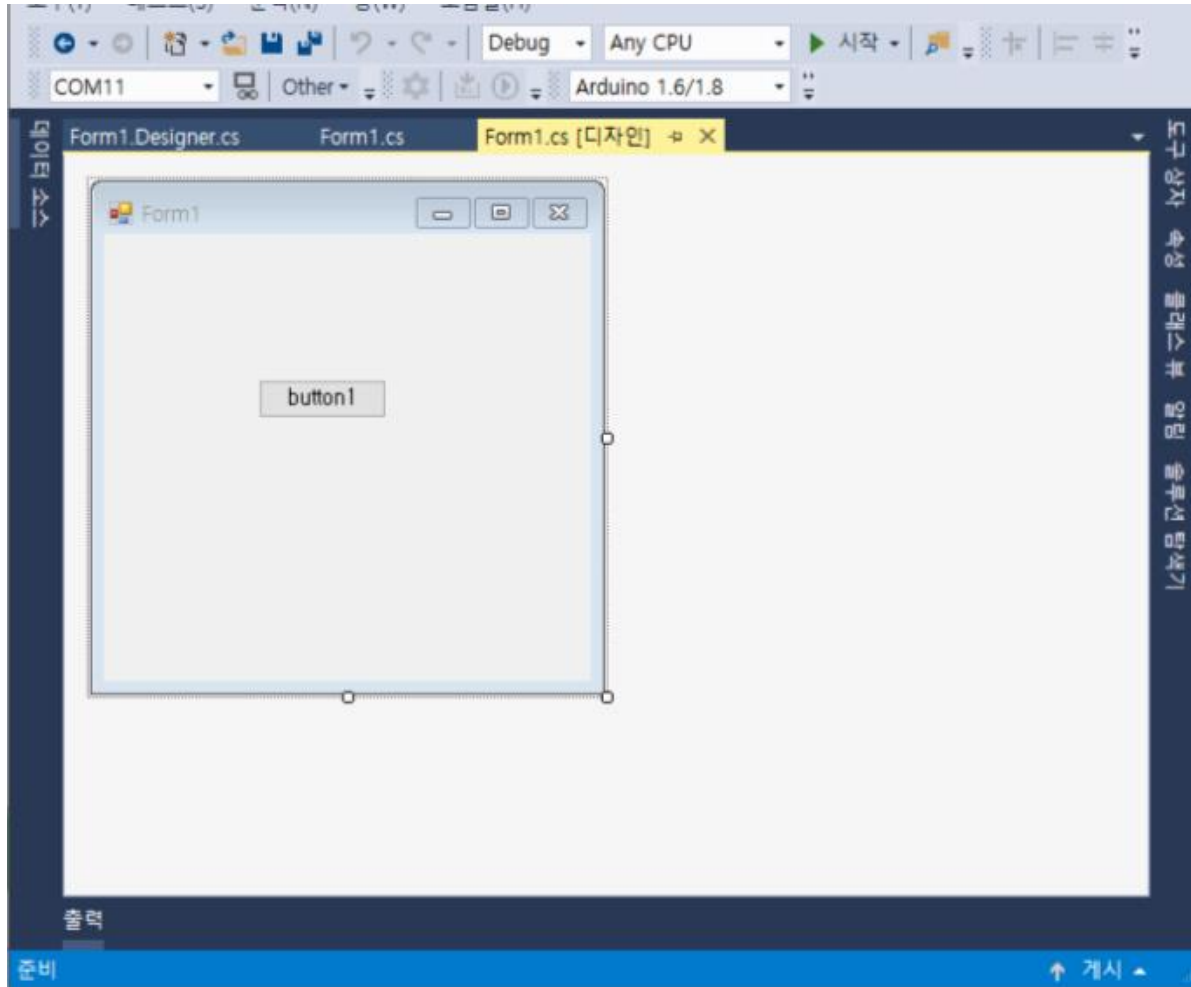 Debug Any CPU 시작
COM11 Other Arduino 1.6/1.8
데이터 소스
Form1.Designer.cs Form1.cs Form1.cs [디자인]
Form1
button1
도구 상자
속성
클래스 뷰
알림
솔루션 탐색기
출력
준비 게시